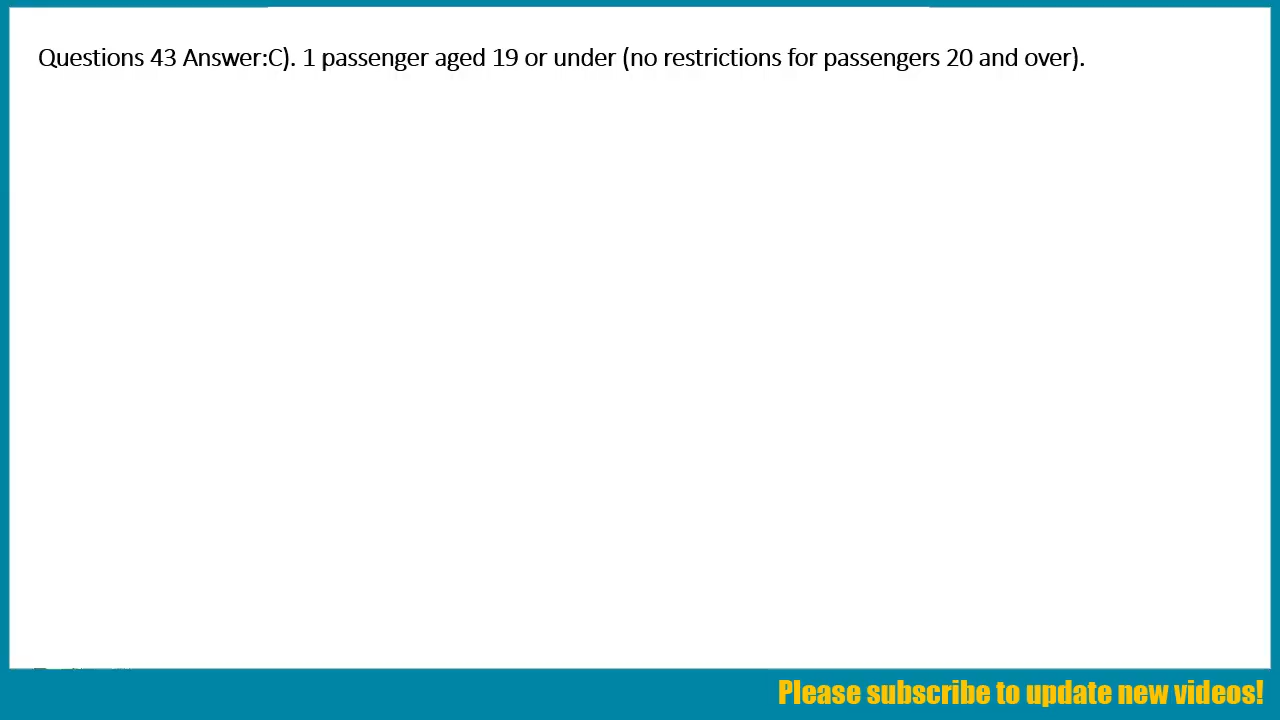 Questions 43 Answer:C). 1 passenger aged 19 or under (no restrictions for passengers 20 and over).
Please subscribe to update new videos!